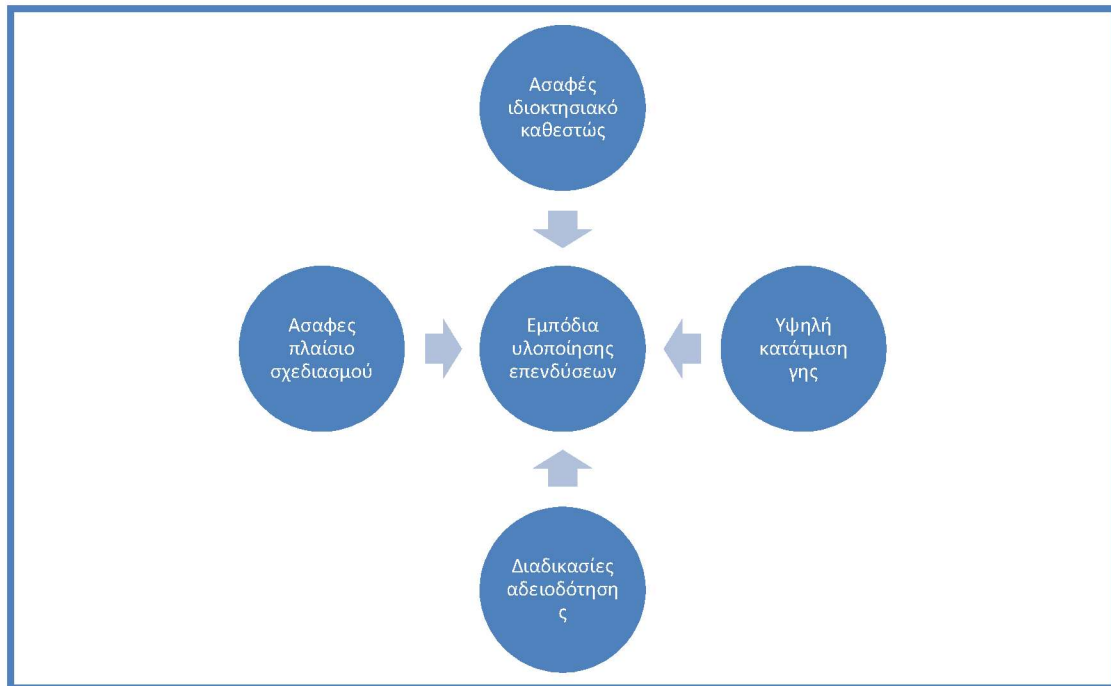 Ασαφές
ιδιοκτησιακό
καθεστώς
Ασαφες
πλαίσιο
σχεδιασμού
Εμπόδια
υλοποίησης
επενδύσεων
Υψηλή
κατάτμιση
γης
Διαδικασίες
αδειοδότηση
ς